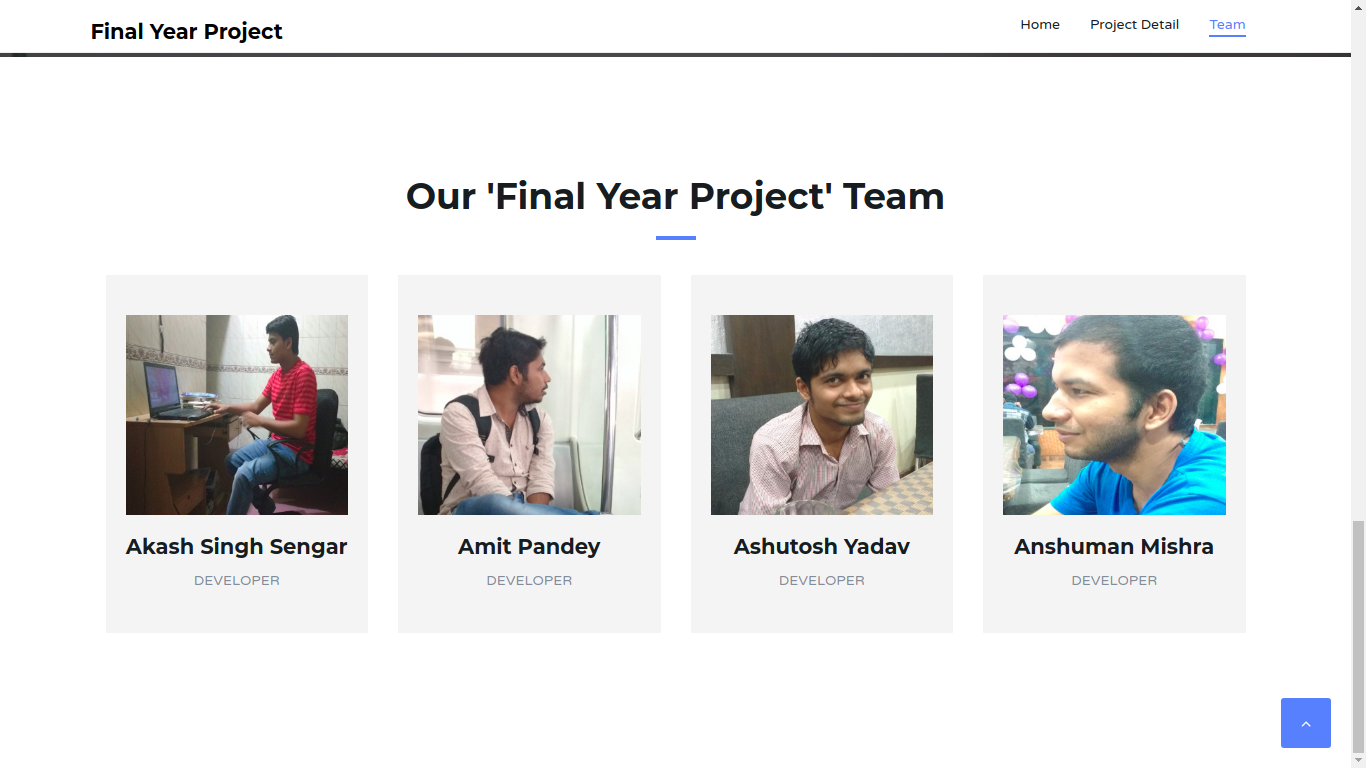 Final Year Project
Home Project Detail Team
Our 'Final Year Project' Team
Akash Singh Sengar
DEVELOPER
Amit Pandey
DEVELOPER
Ashutosh Yadav
DEVELOPER
Anshuman Mishra
DEVELOPER